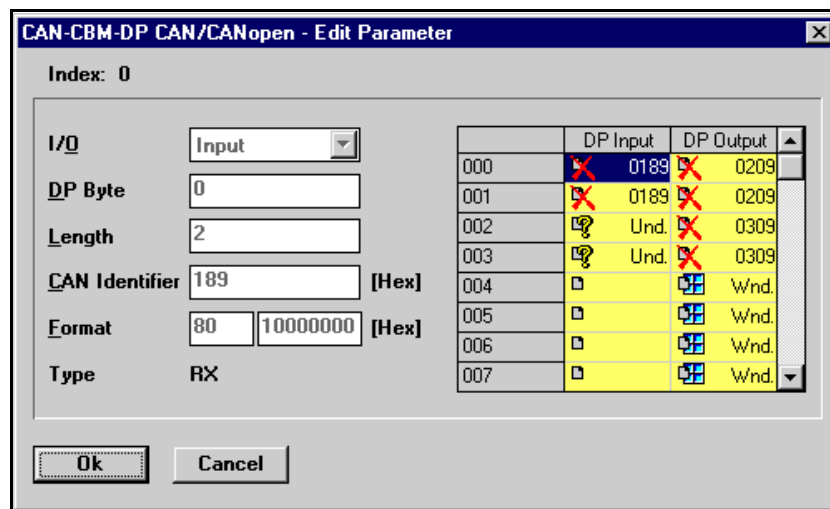 CAN-CBM-DP CAN/CANopen - Edit Parameter
Index: 0
I/O Input
DP Byte 0
Length 2
CAN Identifier 189 [Hex]
Format 80 10000000 [Hex]
Type RX
DP Input DP Output
000 0189 0209
001 0189 0209
002 Und. 0309
003 Und. 0309
004 Wnd.
005 Wnd.
006 Wnd.
007 Wnd.
Ok Cancel